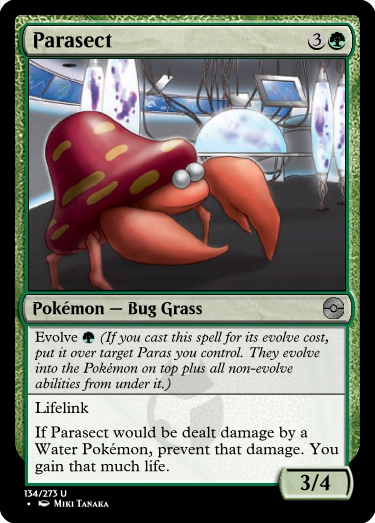 Parasect 3
Pokémon — Bug Grass
Evolve (If you cast this spell for its evolve cost,
put it over target Paras you control. They evolve
into the Pokémon on top plus all non-evolve
abilities from under it.)
Lifelink
If Parasect would be dealt damage by a
Water Pokémon, prevent that damage. You
gain that much life.
3/4
134/273 U
• Miki Tanaka